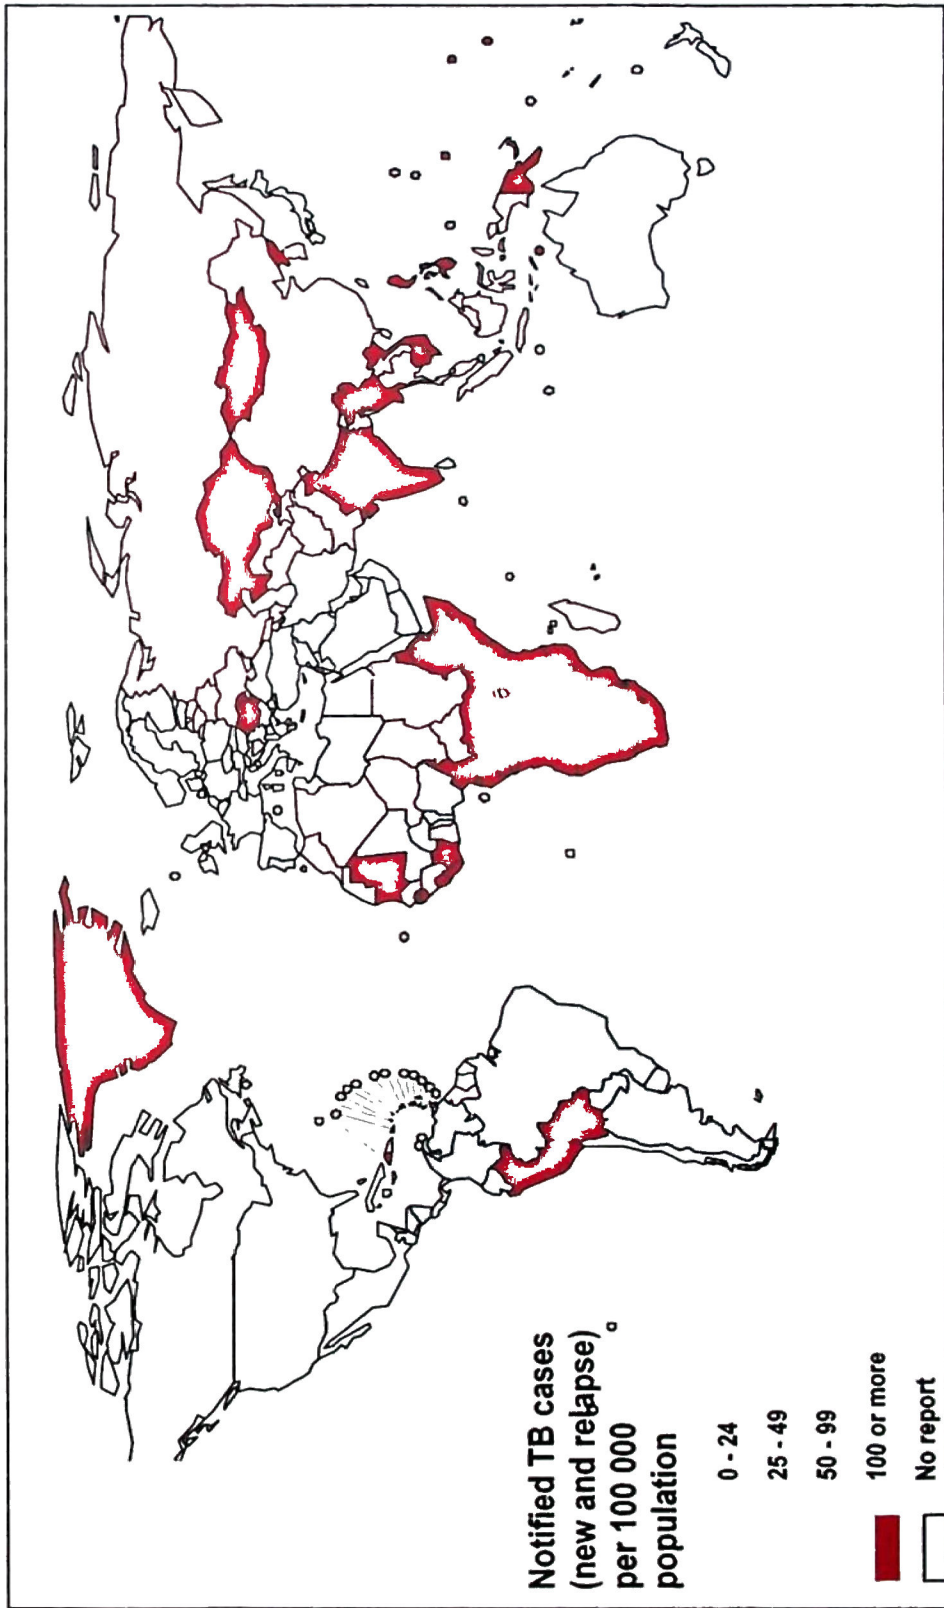 Notified TB cases
(new and relapse)
per 100 000
population
0 - 24
25 - 49
50 - 99
100 or more
No report